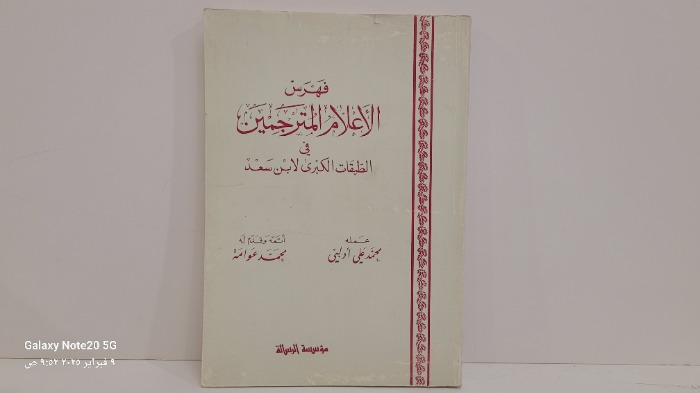 فهرس
الأعلام المترجمين
في
الطبقات الكبرى لابن سعد
عمله
محمد علي أدلبي
أتمه وقدم له
محمد عوامة
مؤسسة الرسالة
Galaxy Note20 5G
٩ فبراير ٢٠٢٥ ٩:٥٢ ص